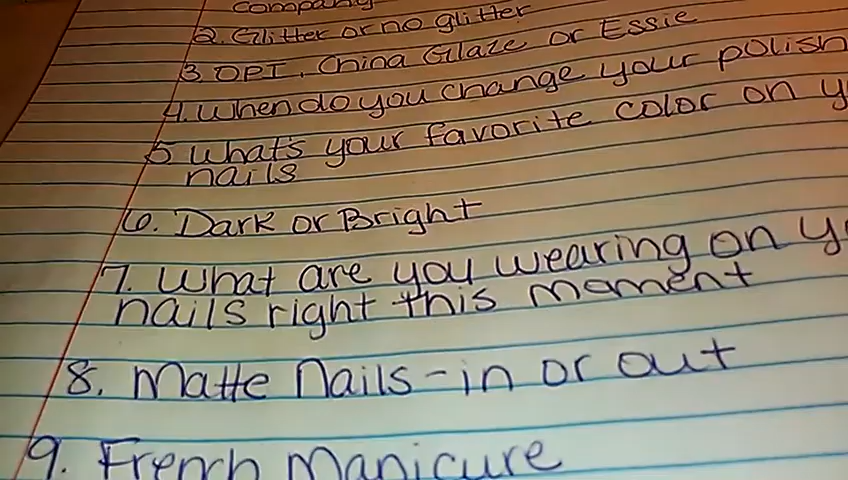 Company
2. Glitter or no glitter
3. OPI, China Glaze or Essie
4. When do you change your polish
5 What's your favorite color on
nails
6. Dark or Bright
7. What are you wearing on
nails right this moment
8. Matte Nails - in or out
9. French Manicure